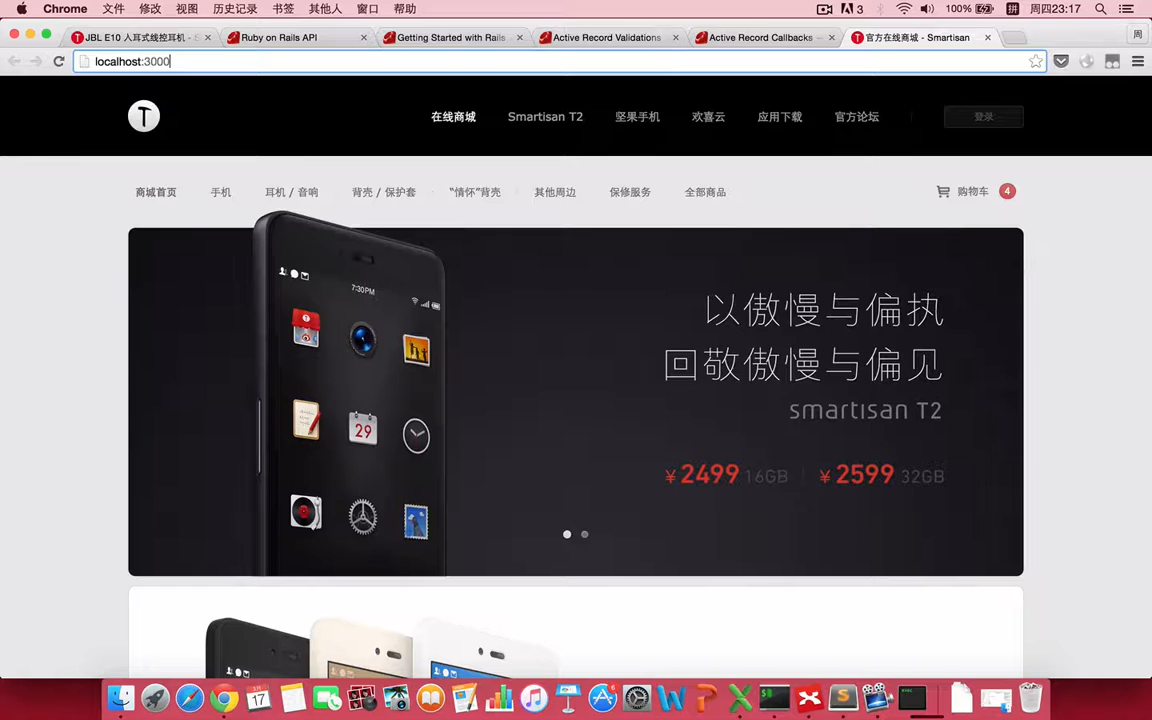 Chrome 文件 修改 视图 历史记录 书签 其他人 窗口 帮助 3 100% 拼 周四23:17
JBL E10 入耳式线控耳机 - S Ruby on Rails API Getting Started with Rails Active Record Validations Active Record Callbacks — 官方在线商城 - Smartisan 周
localhost:3000
在线商城 Smartisan T2 坚果手机 欢喜云 应用下载 官方论坛 登录
商城首页 手机 耳机 / 音响 背壳 / 保护套 “情怀”背壳 其他周边 保修服务 全部商品 购物车 4
7:30PM
以傲慢与偏执
回敬傲慢与偏见
smartisan T2
29
¥2499 16GB ¥2599 32GB
17